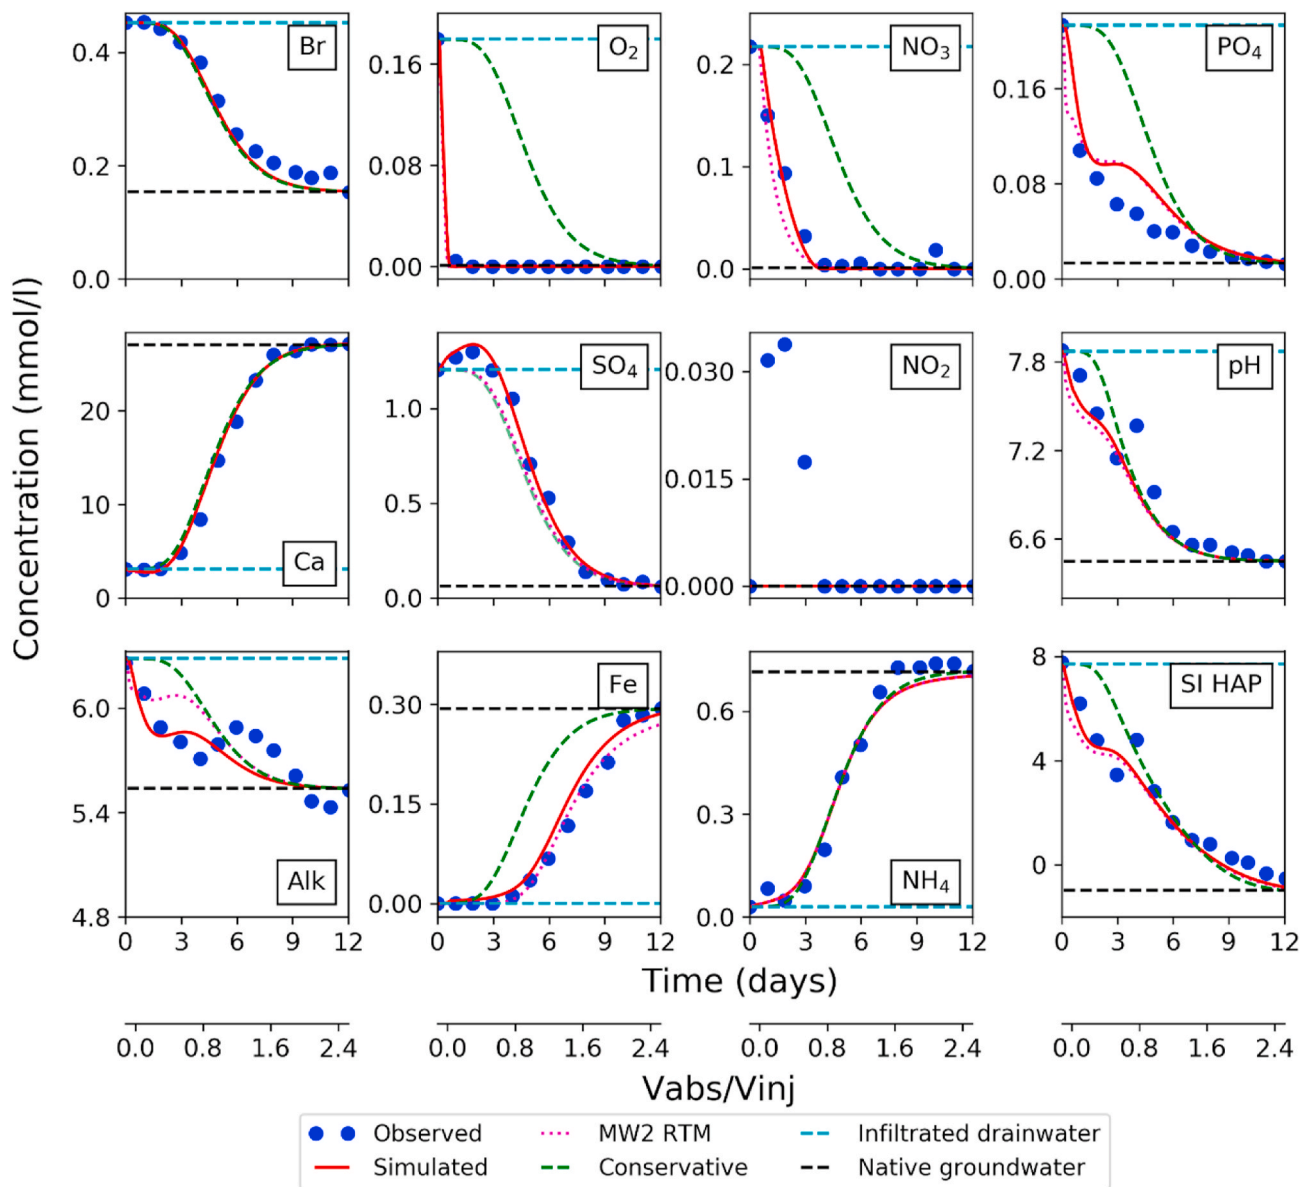 Br
O2
NO3
PO4
0.4
0.2
0.0
0.16
0.08
0.00
0.2
0.1
0.0
0.16
0.08
0.00
Ca
SO4
NO2
pH
20
10
0
1.0
0.5
0.0
0.030
0.015
0.000
7.8
7.2
6.6
Alk
Fe
NH4
SI HAP
6.0
5.4
4.8
0.30
0.15
0.00
0.6
0.3
0.0
8
4
0
Concentration (mmol/l)
0 3 6 9 12
0 3 6 9 12
0 3 6 9 12
0 3 6 9 12
Time (days)
0.0 0.8 1.6 2.4
0.0 0.8 1.6 2.4
0.0 0.8 1.6 2.4
0.0 0.8 1.6 2.4
Vabs/Vinj
Observed MW2 RTM Infiltrated drainwater
Simulated Conservative Native groundwater